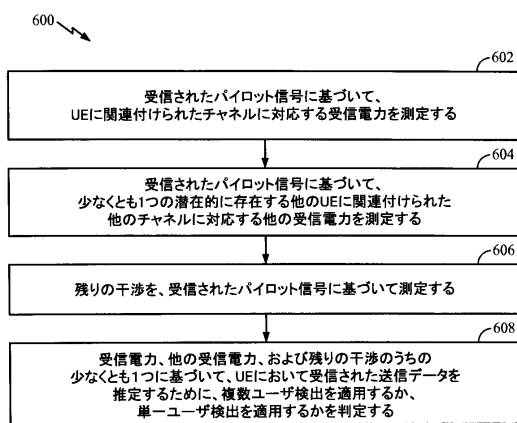 600
602
受信されたパイロット信号に基づいて、
UEに関連付けられたチャネルに対応する受信電力を測定する
604
受信されたパイロット信号に基づいて、
少なくとも1つの潜在的に存在する他のUEに関連付けられた
他のチャネルに対応する他の受信電力を測定する
606
残りの干渉を、受信されたパイロット信号に基づいて測定する
608
受信電力、他の受信電力、および残りの干渉のうちの
少なくとも1つに基づいて、UEにおいて受信された送信データを
推定するために、複数ユーザ検出を適用するか、
単一ユーザ検出を適用するかを判定する